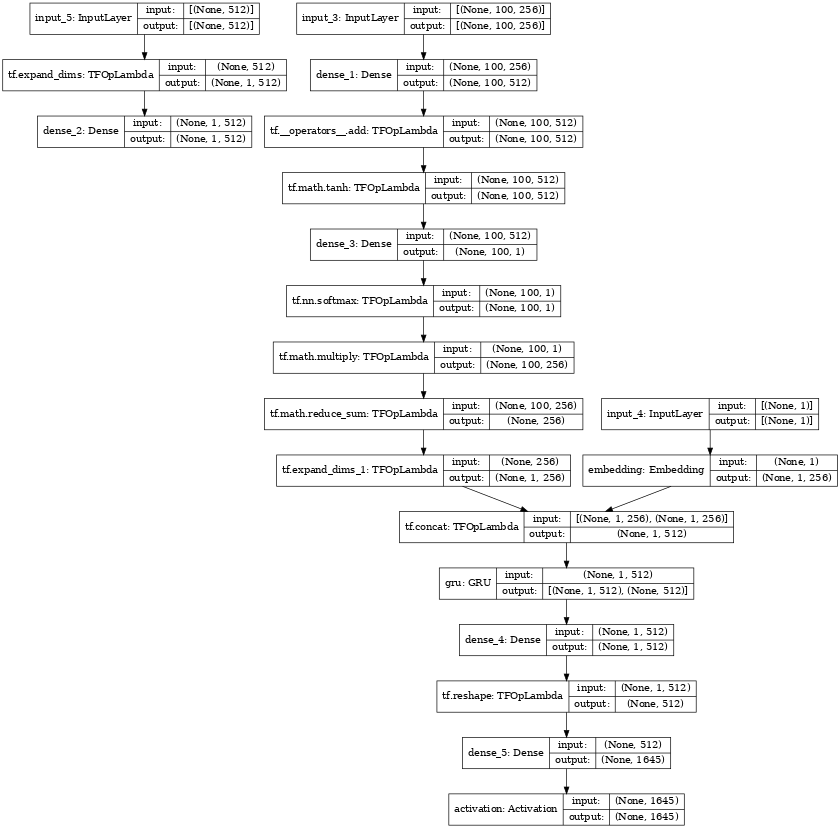 input_5: InputLayer input: [(None, 512)]
output: [(None, 512)]
input_3: InputLayer input: [(None, 100, 256)]
output: [(None, 100, 256)]
tf.expand_dims: TFOpLambda input: (None, 512)
output: (None, 1, 512)
dense_1: Dense input: (None, 100, 256)
output: (None, 100, 512)
dense_2: Dense input: (None, 1, 512)
output: (None, 1, 512)
tf.__operators__.add: TFOpLambda input: (None, 100, 512)
output: (None, 100, 512)
tf.math.tanh: TFOpLambda input: (None, 100, 512)
output: (None, 100, 512)
dense_3: Dense input: (None, 100, 512)
output: (None, 100, 1)
tf.nn.softmax: TFOpLambda input: (None, 100, 1)
output: (None, 100, 1)
tf.math.multiply: TFOpLambda input: (None, 100, 1)
output: (None, 100, 256)
tf.math.reduce_sum: TFOpLambda input: (None, 100, 256)
output: (None, 256)
input_4: InputLayer input: [(None, 1)]
output: [(None, 1)]
tf.expand_dims_1: TFOpLambda input: (None, 256)
output: (None, 1, 256)
embedding: Embedding input: (None, 1)
output: (None, 1, 256)
tf.concat: TFOpLambda input: [(None, 1, 256), (None, 1, 256)]
output: (None, 1, 512)
gru: GRU input: (None, 1, 512)
output: [(None, 1, 512), (None, 512)]
dense_4: Dense input: (None, 1, 512)
output: (None, 1, 512)
tf.reshape: TFOpLambda input: (None, 1, 512)
output: (None, 512)
dense_5: Dense input: (None, 512)
output: (None, 1645)
activation: Activation input: (None, 1645)
output: (None, 1645)